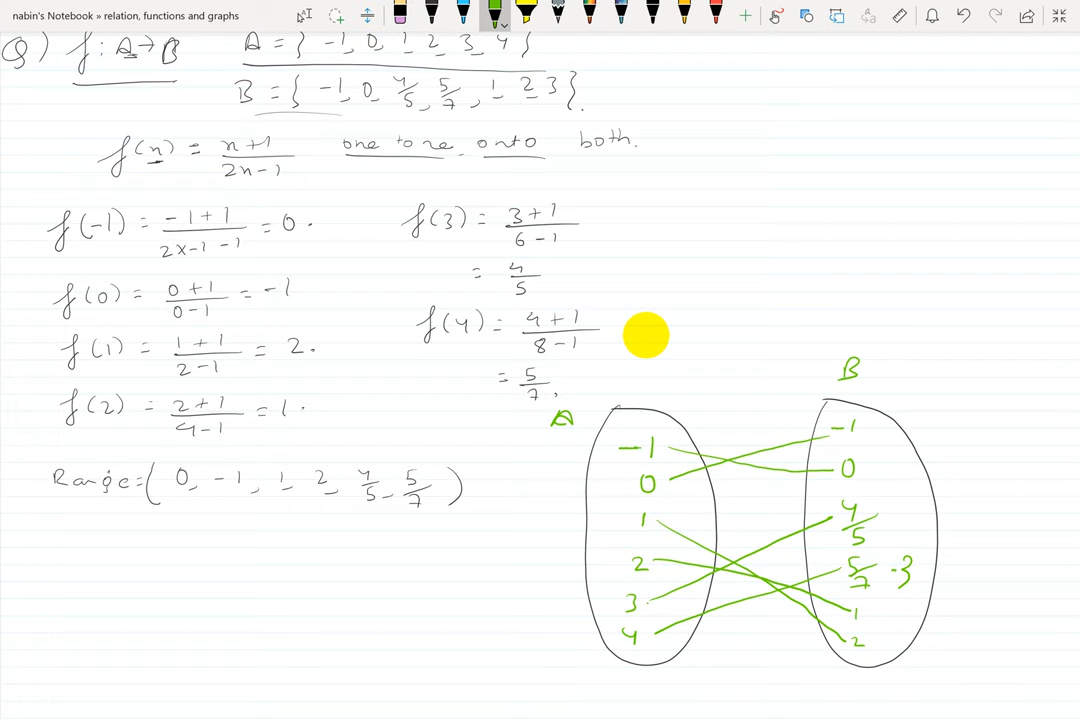 nabin's Notebook » relation, functions and graphs
Q) f : A → B A = { -1, 0, 1, 2, 3, 4 }
B = { -1, 0, 4/5, 5/7, 1, 2 3 }.
f(n) = n+1/2n-1 one to one onto both.
f(-1) = -1+1/2x-1-1 = 0.
f(0) = 0+1/0-1 = -1
f(1) = 1+1/2-1 = 2.
f(2) = 2+1/4-1 = 1.
f(3) = 3+1/6-1
= 4/5
f(4) = 4+1/8-1
= 5/7.
Range = ( 0, -1, 1, 2, 4/5, 5/7 )
A
-1
0
1
2
3
4
B
-1
0
4/5
5/7 ·3
1
2